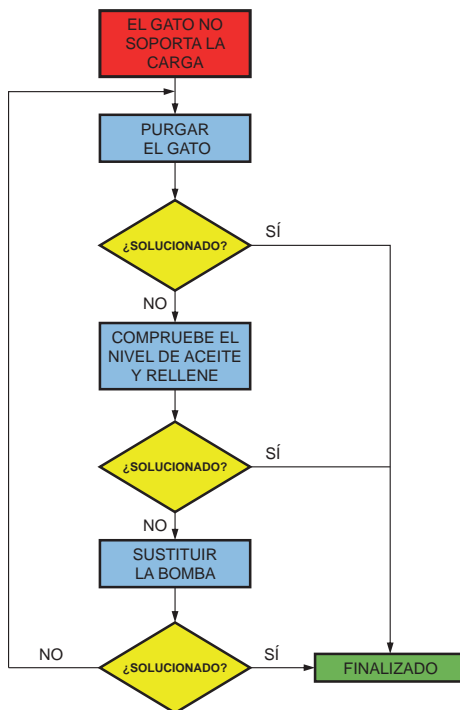 EL GATO NO
SOPORTA LA
CARGA
PURGAR
EL GATO
¿SOLUCIONADO?
SÍ
NO
COMPRUEBE EL
NIVEL DE ACEITE
Y RELLENE
¿SOLUCIONADO?
SÍ
NO
SUSTITUIR
LA BOMBA
NO
¿SOLUCIONADO?
SÍ
FINALIZADO